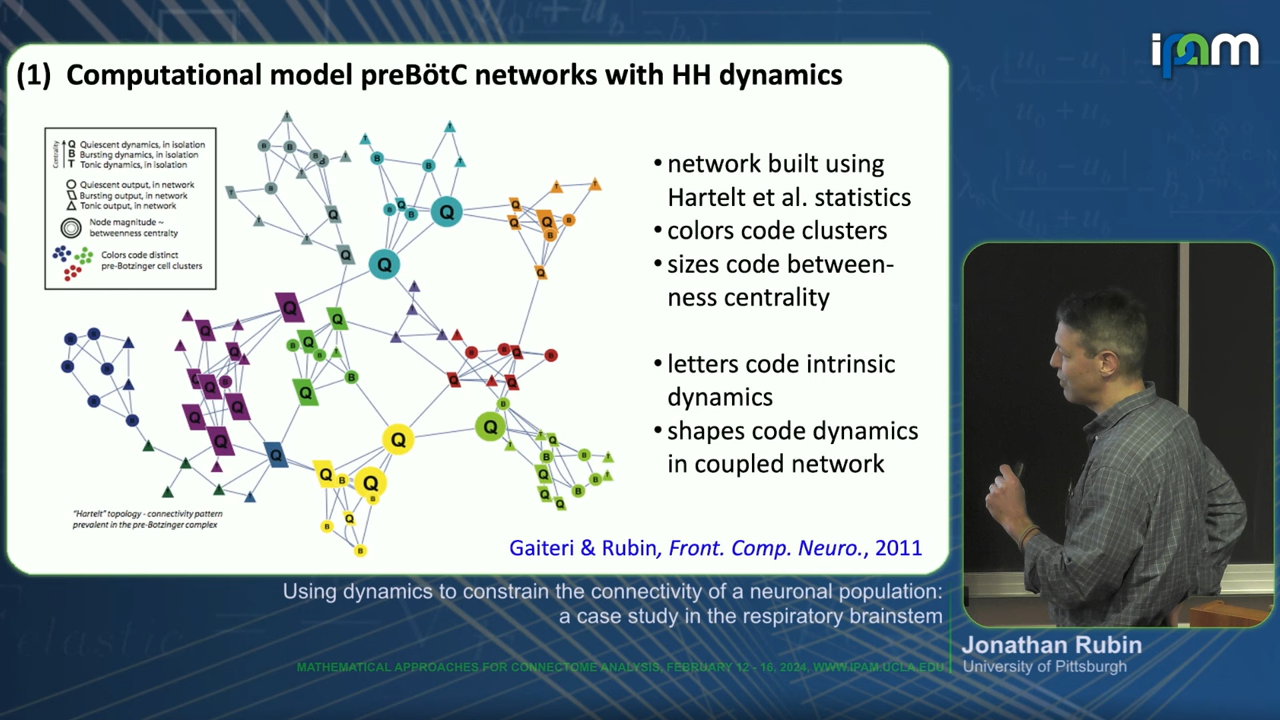 ipam
(1) Computational model preBötC networks with HH dynamics
Centrality
Q Quiescent dynamics, in isolation
B Bursting dynamics, in isolation
T Tonic dynamics, in isolation
Quiescent output, in network
Bursting output, in network
Tonic output, in network
Node magnitude ~
betweenness centralty
Colors code distinct
pre-Botzinger cell clusters
• network built using
Hartelt et al. statistics
• colors code clusters
• sizes code between-
ness centrality
• letters code intrinsic
dynamics
• shapes code dynamics
in coupled network
"Hartelt" topology - connectivity pattern
prevalent in the pre-Botzinger complex
Gaiteri & Rubin, Front. Comp. Neuro., 2011
Using dynamics to constrain the connectivity of a neuronal population:
a case study in the respiratory brainstem
Jonathan Rubin
University of Pittsburgh
MATHEMATICAL APPROACHES FOR CONNECTOME ANALYSIS, FEBRUARY 12 - 16, 2024, WWW.IPAM.UCLA.EDU